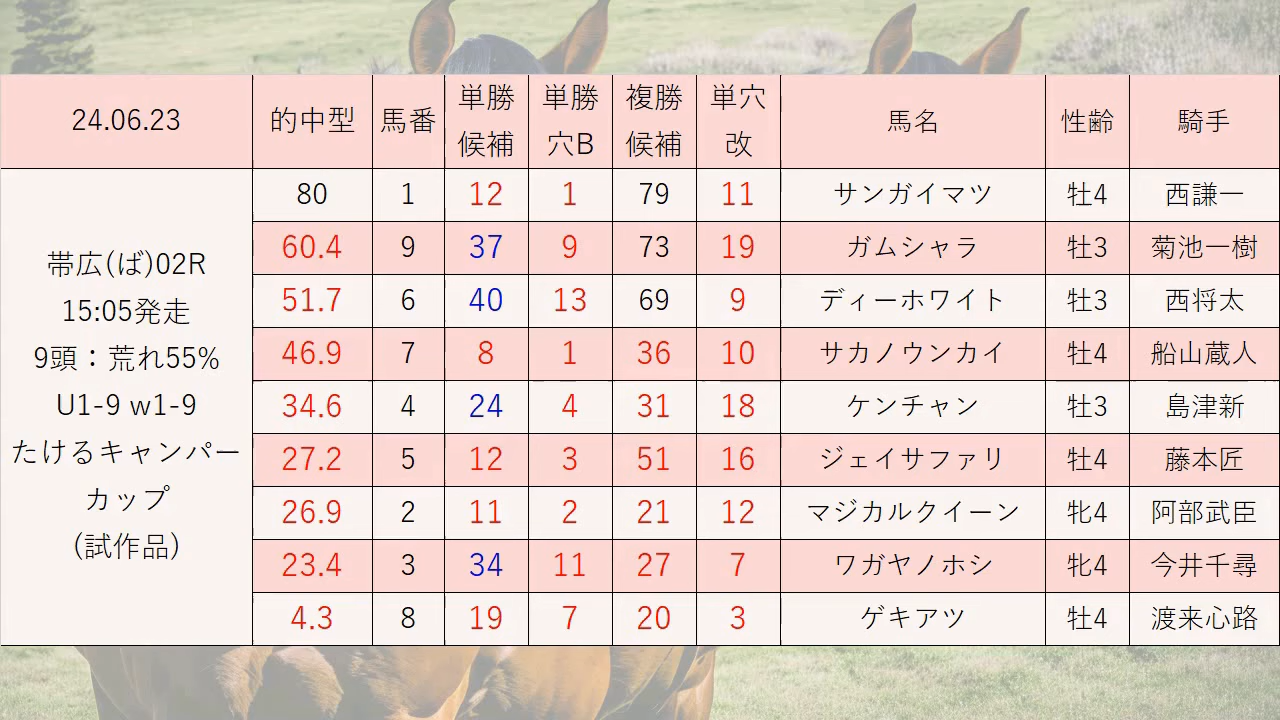 24.06.23 的中型 馬番 単勝候補 単勝穴B 複勝候補 単穴改 馬名 性齢 騎手
帯広(ば)02R
15:05発走
9頭：荒れ55%
U1-9 w1-9
たけるキャンパー
カップ
(試作品)
80 1 12 1 79 11 サンガイマツ 牡4 西謙一
60.4 9 37 9 73 19 ガムシャラ 牡3 菊池一樹
51.7 6 40 13 69 9 ディーホワイト 牡3 西将太
46.9 7 8 1 36 10 サカノウンカイ 牡4 船山蔵人
34.6 4 24 4 31 18 ケンチャン 牡3 島津新
27.2 5 12 3 51 16 ジェイサファリ 牡4 藤本匠
26.9 2 11 2 21 12 マジカルクイーン 牝4 阿部武臣
23.4 3 34 11 27 7 ワガヤノホシ 牝4 今井千尋
4.3 8 19 7 20 3 ゲキアツ 牡4 渡来心路